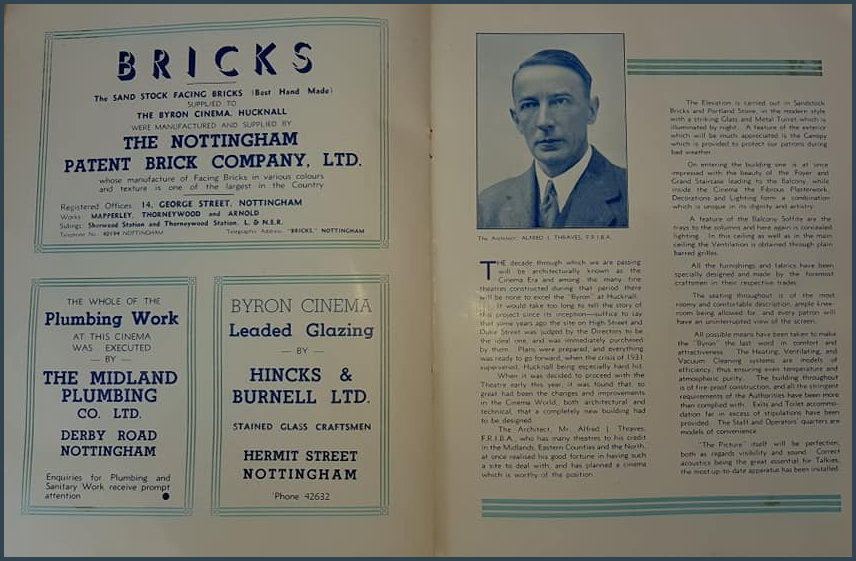 BRICKS
The SAND STOCK FACING BRICKS (Best Hand Made)
SUPPLIED TO
THE BYRON CINEMA, HUCKNALL
WERE MANUFACTURED AND SUPPLIED BY
THE NOTTINGHAM
PATENT BRICK COMPANY, LTD.
whose manufacture of Facing Bricks in various colours
and texture is one of the largest in the Country
Registered Offices 14, GEORGE STREET, NOTTINGHAM
Works MAPPERLEY, THORNEYWOOD and ARNOLD
Sidings Sherwood Station and Thorneywood Station, L.&N.E.R.
Telephone No. 40194 NOTTINGHAM Telegraphic Address "BRICKS," NOTTINGHAM
THE WHOLE OF THE
Plumbing Work
AT THIS CINEMA
WAS EXECUTED
— BY —
THE MIDLAND
PLUMBING
CO. LTD.
DERBY ROAD
NOTTINGHAM
Enquiries for Plumbing and
Sanitary Work receive prompt
attention
BYRON CINEMA
Leaded Glazing
— BY —
HINCKS &
BURNELL LTD.
STAINED GLASS CRAFTSMEN
HERMIT STREET
NOTTINGHAM
'Phone 42632
The Architect, ALFRED J. THRAVES, F.R.I.B.A.
THE decade through which we are passing
will be architecturally known as the
Cinema Era and among the many fine
theatres constructed during that period there
will be none to excel the "Byron" at Hucknall.
It would take too long to tell the story of
this project since its inception—suffice to say
that some years ago the site on High Street and
Duke Street was judged by the Directors to be
the ideal one, and was immediately purchased
by them. Plans were prepared, and everything
was ready to go forward, when the crisis of 1931
supervened, Hucknall being especially hard hit.
When it was decided to proceed with the
Theatre early this year, it was found that, so
great had been the changes and improvements
in the Cinema World, both architectural and
technical, that a completely new building had
to be designed.
The Architect, Mr. Alfred J. Thraves,
F.R.I.B.A., who has many theatres to his credit
in the Midlands, Eastern Counties and the North,
at once realised his good fortune in having such
a site to deal with, and has planned a cinema
which is worthy of the position.
The Elevation is carried out in Sandstock
Bricks and Portland Stone, in the modern style
with a striking Glass and Metal Turret which is
illuminated by night. A feature of the exterior
which will be much appreciated is the Canopy
which is provided to protect our patrons during
bad weather.
On entering the building one is at once
impressed with the beauty of the Foyer and
Grand Staircase leading to the Balcony, while
inside the Cinema the Fibrous Plasterwork,
Decorations and Lighting form a combination
which is unique in its dignity and artistry.
A feature of the Balcony Soffite are the
trays to the columns and here again is concealed
lighting. In this ceiling as well as in the main
ceiling the Ventilation is obtained through plain
barred grilles.
All the furnishings and fabrics have been
specially designed and made by the foremost
craftsmen in their respective trades.
The seating throughout is of the most
roomy and comfortable description, ample knee-
room being allowed for, and every patron will
have an uninterrupted view of the screen.
All possible means have been taken to make
the "Byron" the last word in comfort and
attractiveness. The Heating, Ventilating, and
Vacuum Cleaning systems are models of
efficiency, thus ensuring even temperature and
atmospheric purity. The building throughout
is of fire-proof construction, and all the stringent
requirements of the Authorities have been more
than complied with. Exits and Toilet accommo-
dation far in excess of stipulations have been
provided. The Staff and Operators' quarters are
models of convenience.
"The Picture" itself will be perfection,
both as regards visibility and sound. Correct
acoustics being the great essential for Talkies,
the most up-to-date apparatus has been installed